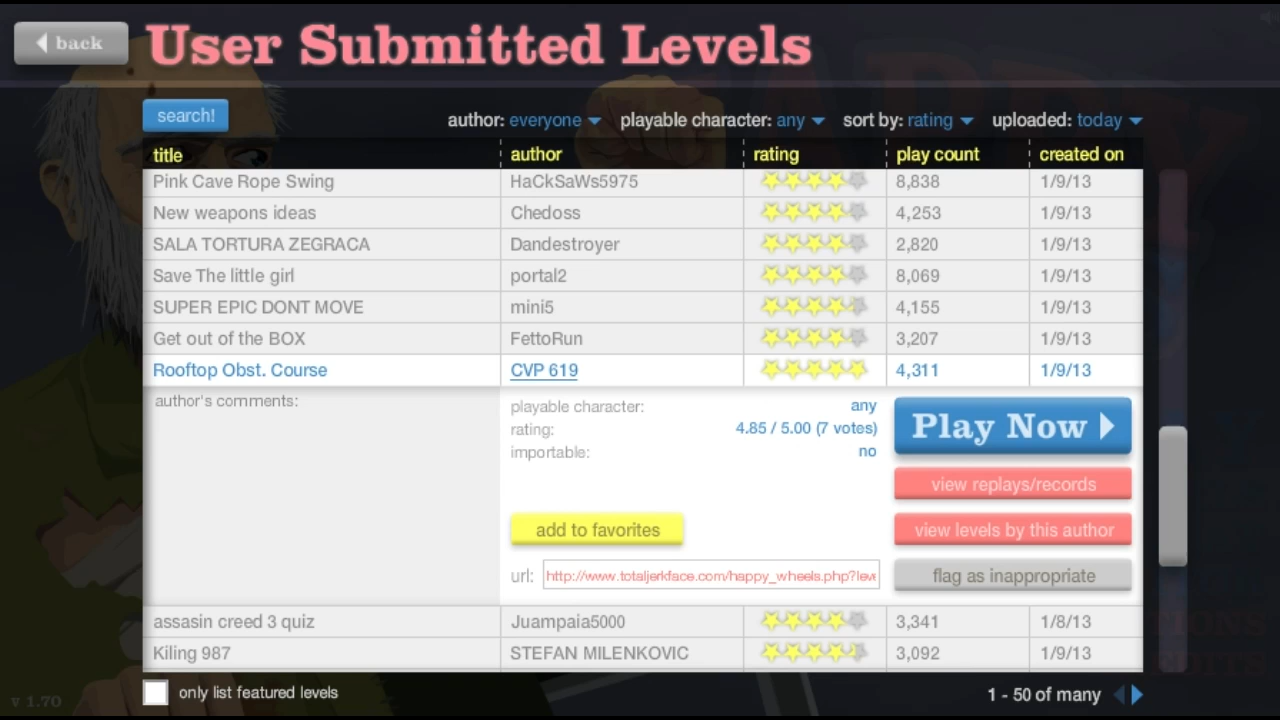 back
User Submitted Levels
search!
author: everyone playable character: any sort by: rating uploaded: today
title author rating play count created on
Pink Cave Rope Swing HaCkSaWs5975 8,838 1/9/13
New weapons ideas Chedoss 4,253 1/9/13
SALA TORTURA ZEGRACA Dandestroyer 2,820 1/9/13
Save The little girl portal2 8,069 1/9/13
SUPER EPIC DONT MOVE mini5 4,155 1/9/13
Get out of the BOX FettoRun 3,207 1/9/13
Rooftop Obst. Course CVP 619 4,311 1/9/13
author's comments:
playable character: any
rating: 4.85 / 5.00 (7 votes)
importable: no
Play Now
view replays/records
add to favorites
view levels by this author
url: http://www.totaljerkface.com/happy_wheels.php?lev
flag as inappropriate
assasin creed 3 quiz Juampaia5000 3,341 1/8/13
Kiling 987 STEFAN MILENKOVIC 3,092 1/9/13
only list featured levels
1 - 50 of many
v 1.70